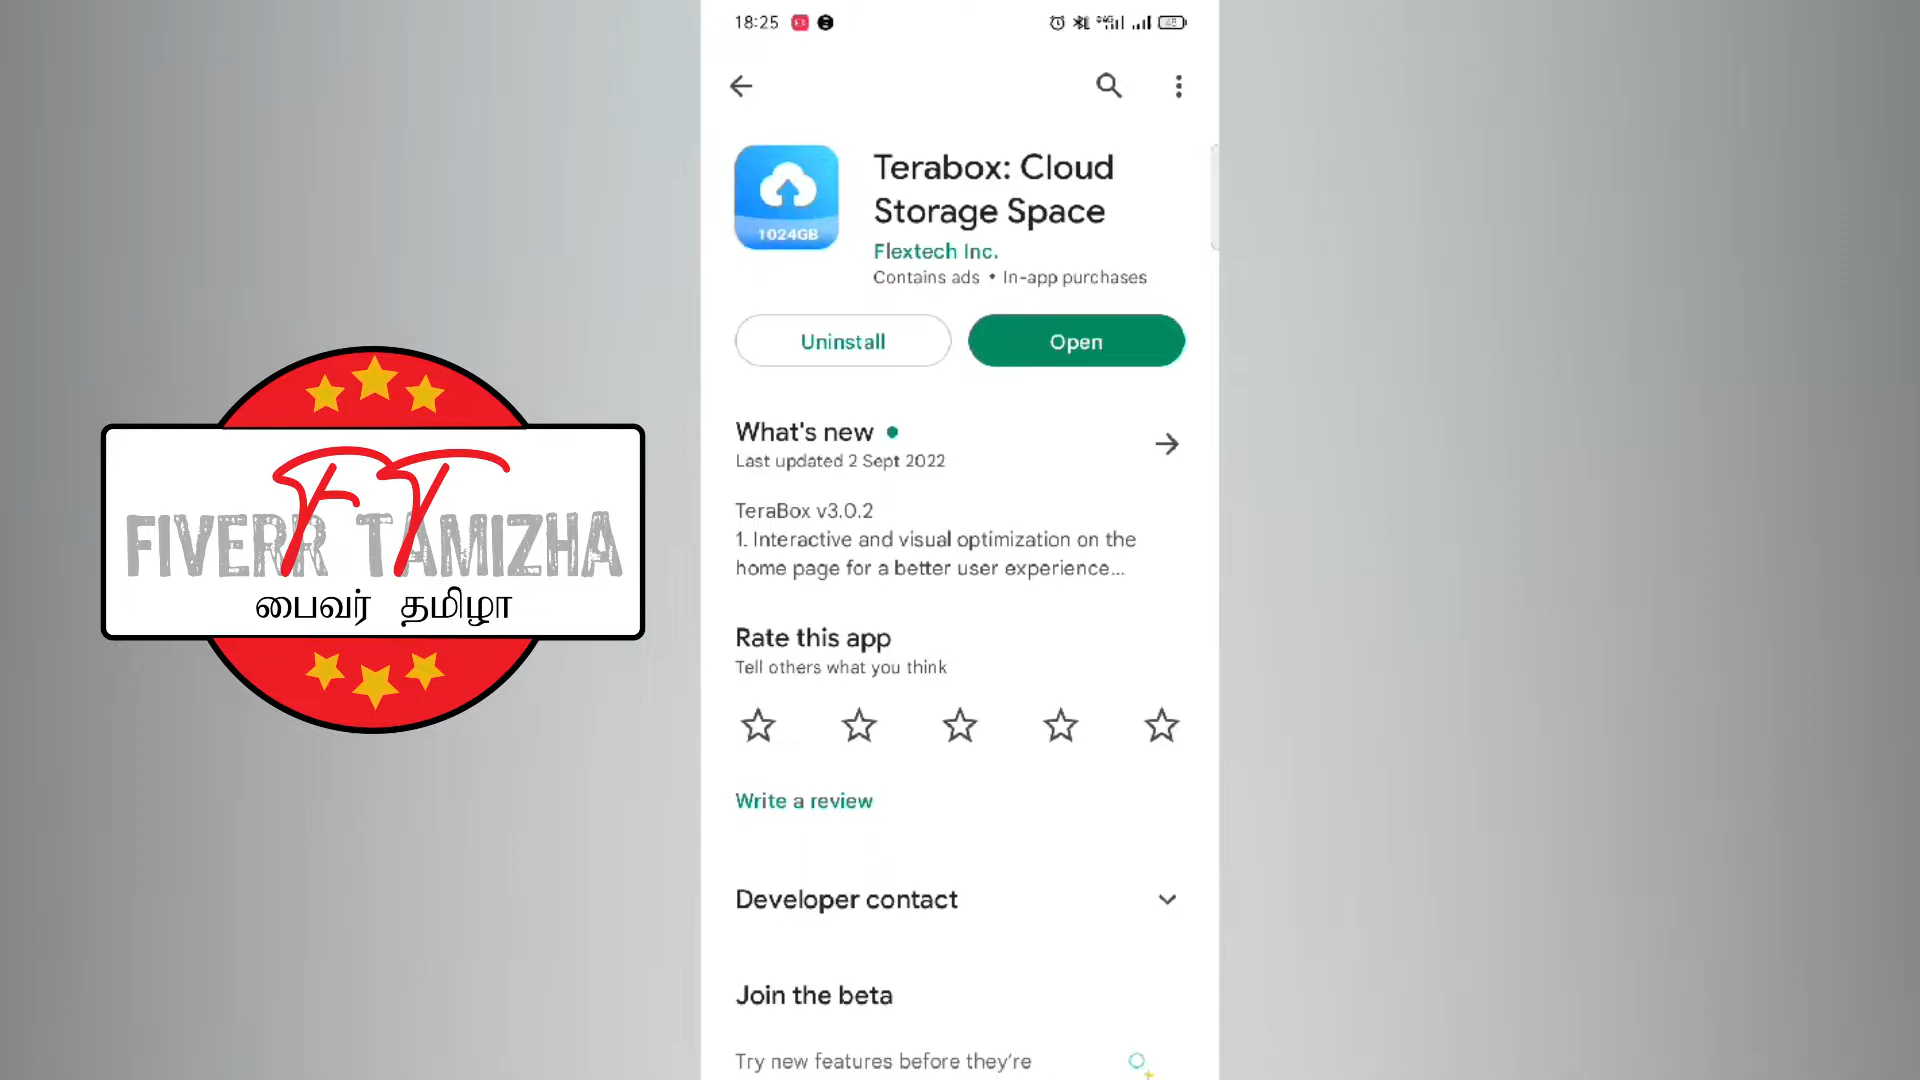 18:25
Terabox: Cloud
Storage Space
Flextech Inc.
Contains ads • In-app purchases
1024GB
Uninstall
Open
What's new
Last updated 2 Sept 2022
TeraBox v3.0.2
1. Interactive and visual optimization on the
home page for a better user experience...
Rate this app
Tell others what you think
Write a review
Developer contact
Join the beta
Try new features before they're
FT
FIVERR TAMIZHA
பைவர் தமிழா